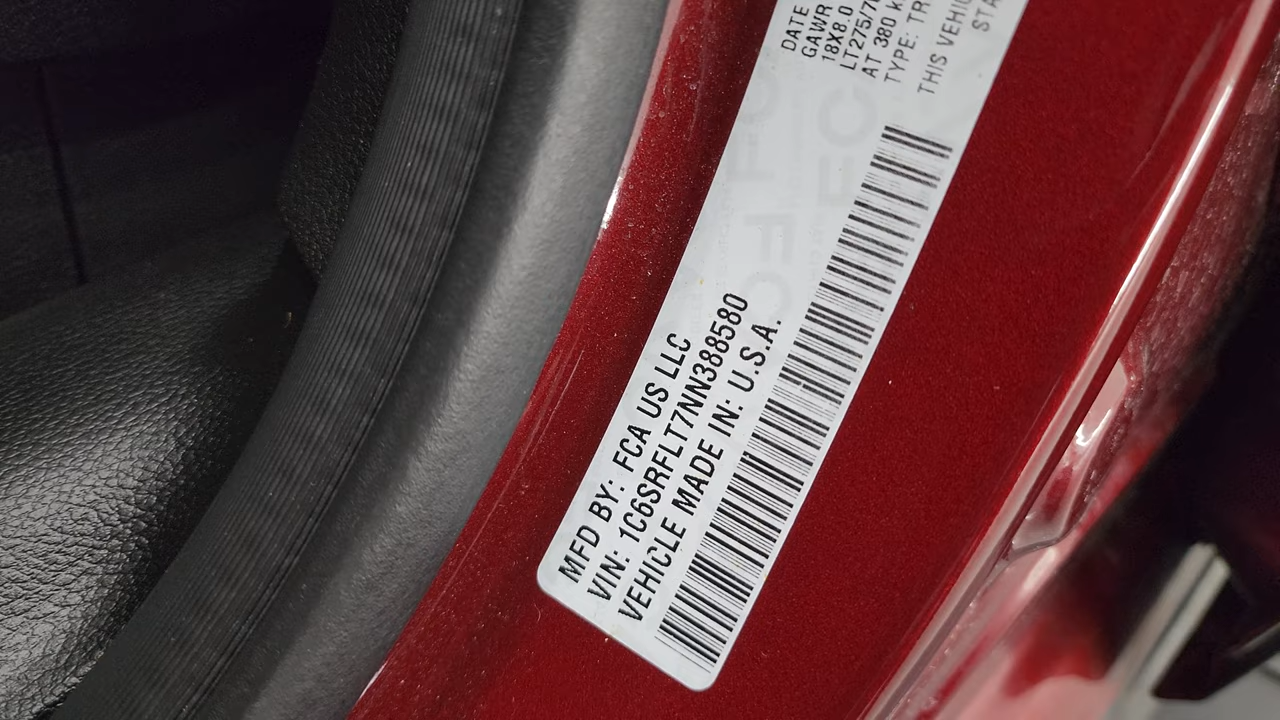 MFD BY: FCA US LLC
VIN: 1C6SRFLT7NN388580
VEHICLE MADE IN: U.S.A.
DATE
GAWR
18X8.0
LT275/7
AT 380 k
TYPE: TR
THIS VEHIC
STA